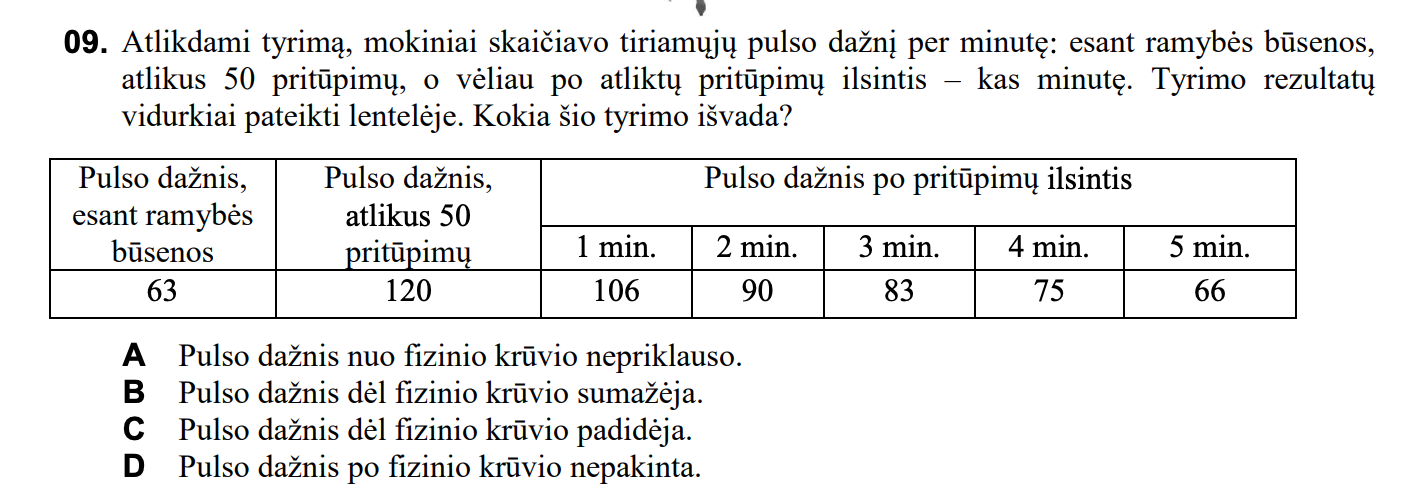 09. Atlikdami tyrimą, mokiniai skaičiavo tiriamųjų pulso dažnį per minutę: esant ramybės būsenos,
atlikus 50 pritūpimų, o vėliau po atliktų pritūpimų ilsintis – kas minutę. Tyrimo rezultatų
vidurkiai pateikti lentelėje. Kokia šio tyrimo išvada?
Pulso dažnis,
esant ramybės
būsenos
Pulso dažnis,
atlikus 50
pritūpimų
Pulso dažnis po pritūpimų ilsintis
1 min. 2 min. 3 min. 4 min. 5 min.
63 120 106 90 83 75 66
A Pulso dažnis nuo fizinio krūvio nepriklauso.
B Pulso dažnis dėl fizinio krūvio sumažėja.
C Pulso dažnis dėl fizinio krūvio padidėja.
D Pulso dažnis po fizinio krūvio nepakinta.